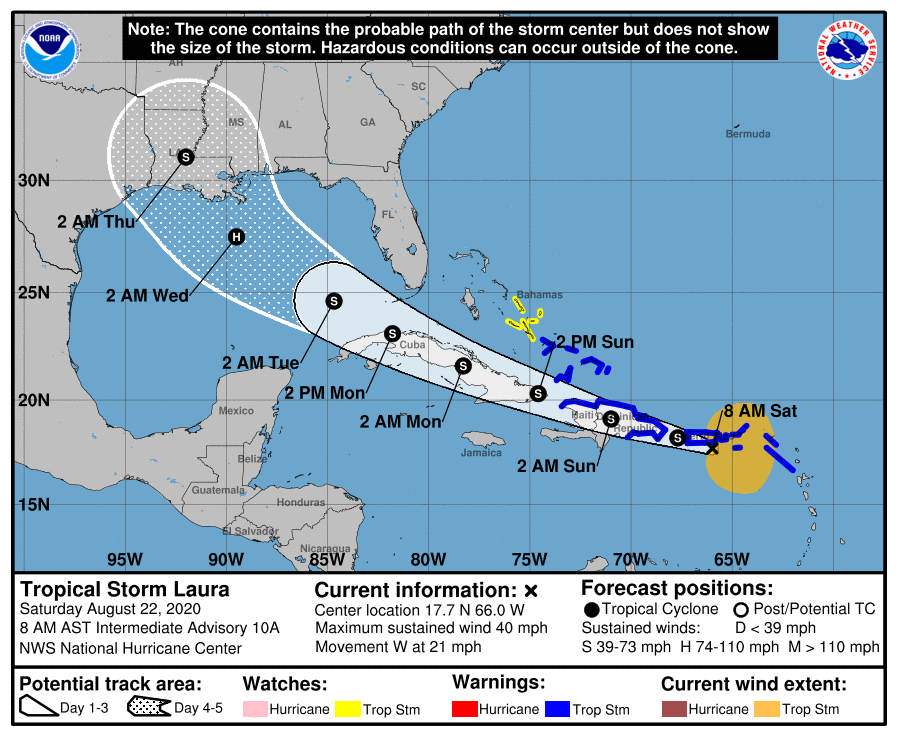 Note: The cone contains the probable path of the storm center but does not show
the size of the storm. Hazardous conditions can occur outside of the cone.
NOAA
NATIONAL WEATHER SERVICE
AR
SC
MS
AL
GA
Bermuda
LA
30N
2 AM Thu
FL
H
2 AM Wed
25N
Bahamas
S
2 PM Sun
Cuba
2 AM Tue
2 PM Mon
20N
Mexico
2 AM Mon
Haiti
Dominican
Republic
8 AM Sat
Jamaica
2 AM Sun
Belize
Guatemala
Honduras
15N
El Salvador
Nicaragua
95W 90W 85W 80W 75W 70W 65W
Tropical Storm Laura
Saturday August 22, 2020
8 AM AST Intermediate Advisory 10A
NWS National Hurricane Center
Current information: x
Center location 17.7 N 66.0 W
Maximum sustained wind 40 mph
Movement W at 21 mph
Forecast positions:
Tropical Cyclone Post/Potential TC
Sustained winds: D < 39 mph
S 39-73 mph H 74-110 mph M > 110 mph
Potential track area:
Day 1-3 Day 4-5
Watches:
Hurricane Trop Stm
Warnings:
Hurricane Trop Stm
Current wind extent:
Hurricane Trop Stm